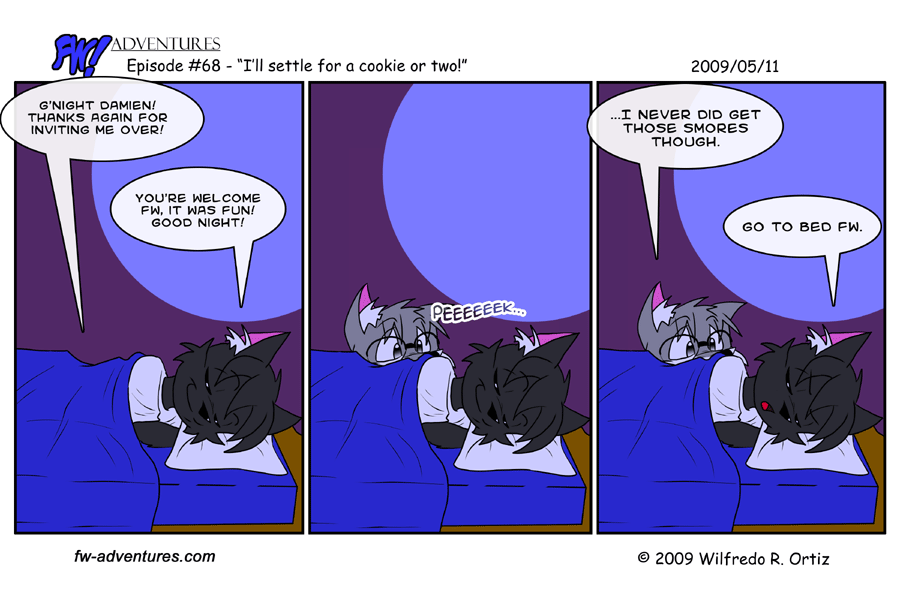 FW! ADVENTURES
Episode #68 - "I'll settle for a cookie or two!"
2009/05/11
G'NIGHT DAMIEN!
THANKS AGAIN FOR
INVITING ME OVER!
YOU'RE WELCOME
FW, IT WAS FUN!
GOOD NIGHT!
PEEEEEEK...
...I NEVER DID GET
THOSE SMORES
THOUGH.
GO TO BED FW.
fw-adventures.com
© 2009 Wilfredo R. Ortiz